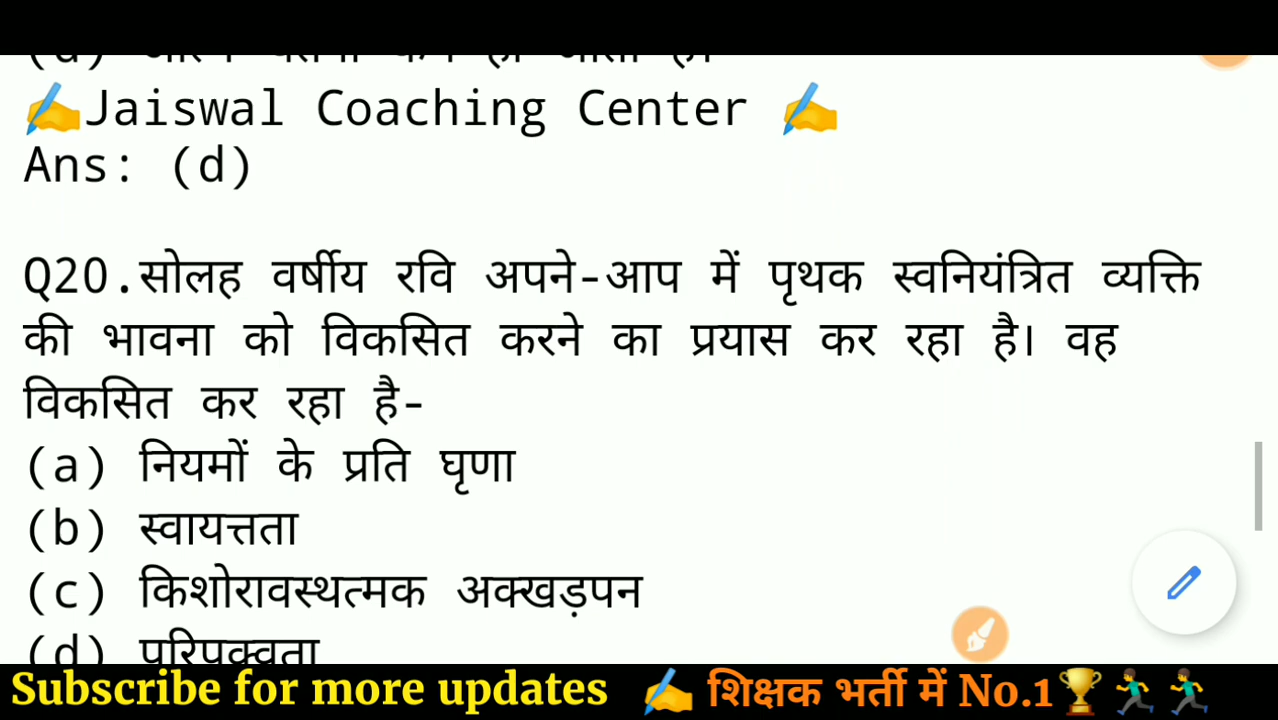 ✍Jaiswal Coaching Center ✍
Ans: (d)
Q20.सोलह वर्षीय रवि अपने-आप में पृथक स्वनियंत्रित व्यक्ति
की भावना को विकसित करने का प्रयास कर रहा है। वह
विकसित कर रहा है-
(a) नियमों के प्रति घृणा
(b) स्वायत्तता
(c) किशोरावस्थत्मक अक्खड़पन
(d) परिपक्वता
Subscribe for more updates ✍ शिक्षक भर्ती में No.1🏆🏃‍♂️🏃‍♂️